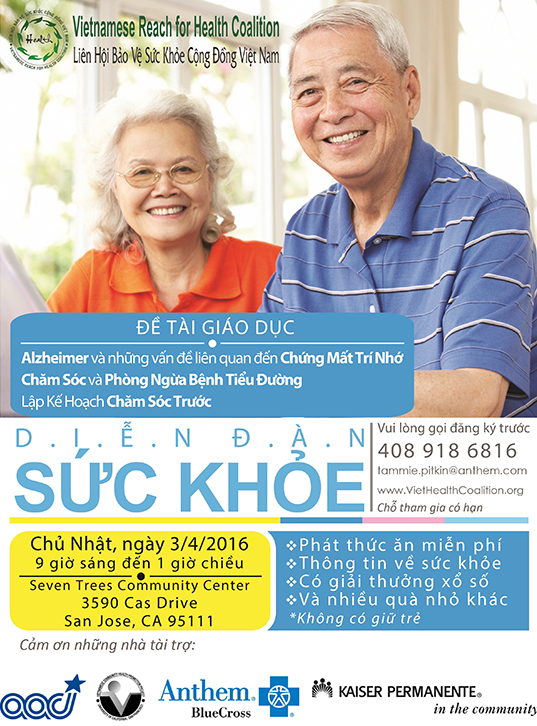 Health
Vietnamese Reach for Health Coalition
Liên Hội Bảo Vệ Sức Khỏe Cộng Đồng Việt Nam
ĐỀ TÀI GIÁO DỤC
Alzheimer và những vấn đề liên quan đến Chứng Mất Trí Nhớ
Chăm Sóc và Phòng Ngừa Bệnh Tiểu Đường
Lập Kế Hoạch Chăm Sóc Trước
D.I.Ễ.N Đ.À.N
SỨC KHỎE
Vui lòng gọi đăng ký trước
408 918 6816
tammie.pitkin@anthem.com
www.VietHealthCoalition.org
Chỗ tham gia có hạn
Chủ Nhật, ngày 3/4/2016
9 giờ sáng đến 1 giờ chiều
Seven Trees Community Center
3590 Cas Drive
San Jose, CA 95111
❖Phát thức ăn miễn phí
❖Thông tin về sức khỏe
❖Có giải thưởng xổ số
❖Và nhiều quà nhỏ khác
*Không có giữ trẻ
Cảm ơn những nhà tài trợ:
aaci
Anthem®
BlueCross
KAISER PERMANENTE®
in the community